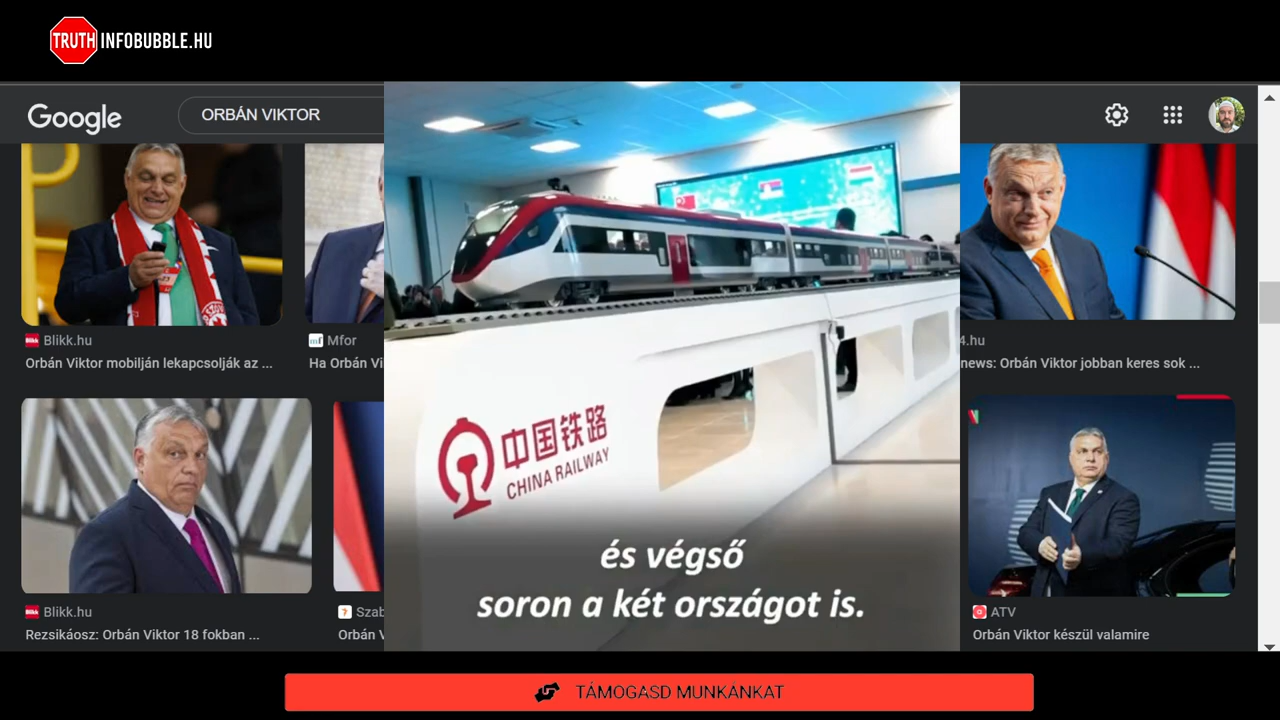 TRUTH INFOBUBBLE.HU
Google
ORBÁN VIKTOR
Blikk.hu
Orbán Viktor mobilján lekapcsolják az ...
mf Mfor
Ha Orbán Vi
4.hu
news: Orbán Viktor jobban keres sok ...
中国铁路
CHINA RAILWAY
és végső
soron a két országot is.
Blikk.hu
Rezsikáosz: Orbán Viktor 18 fokban ...
Szab
Orbán V
ATV
Orbán Viktor készül valamire
TÁMOGASD MUNKÁNKAT